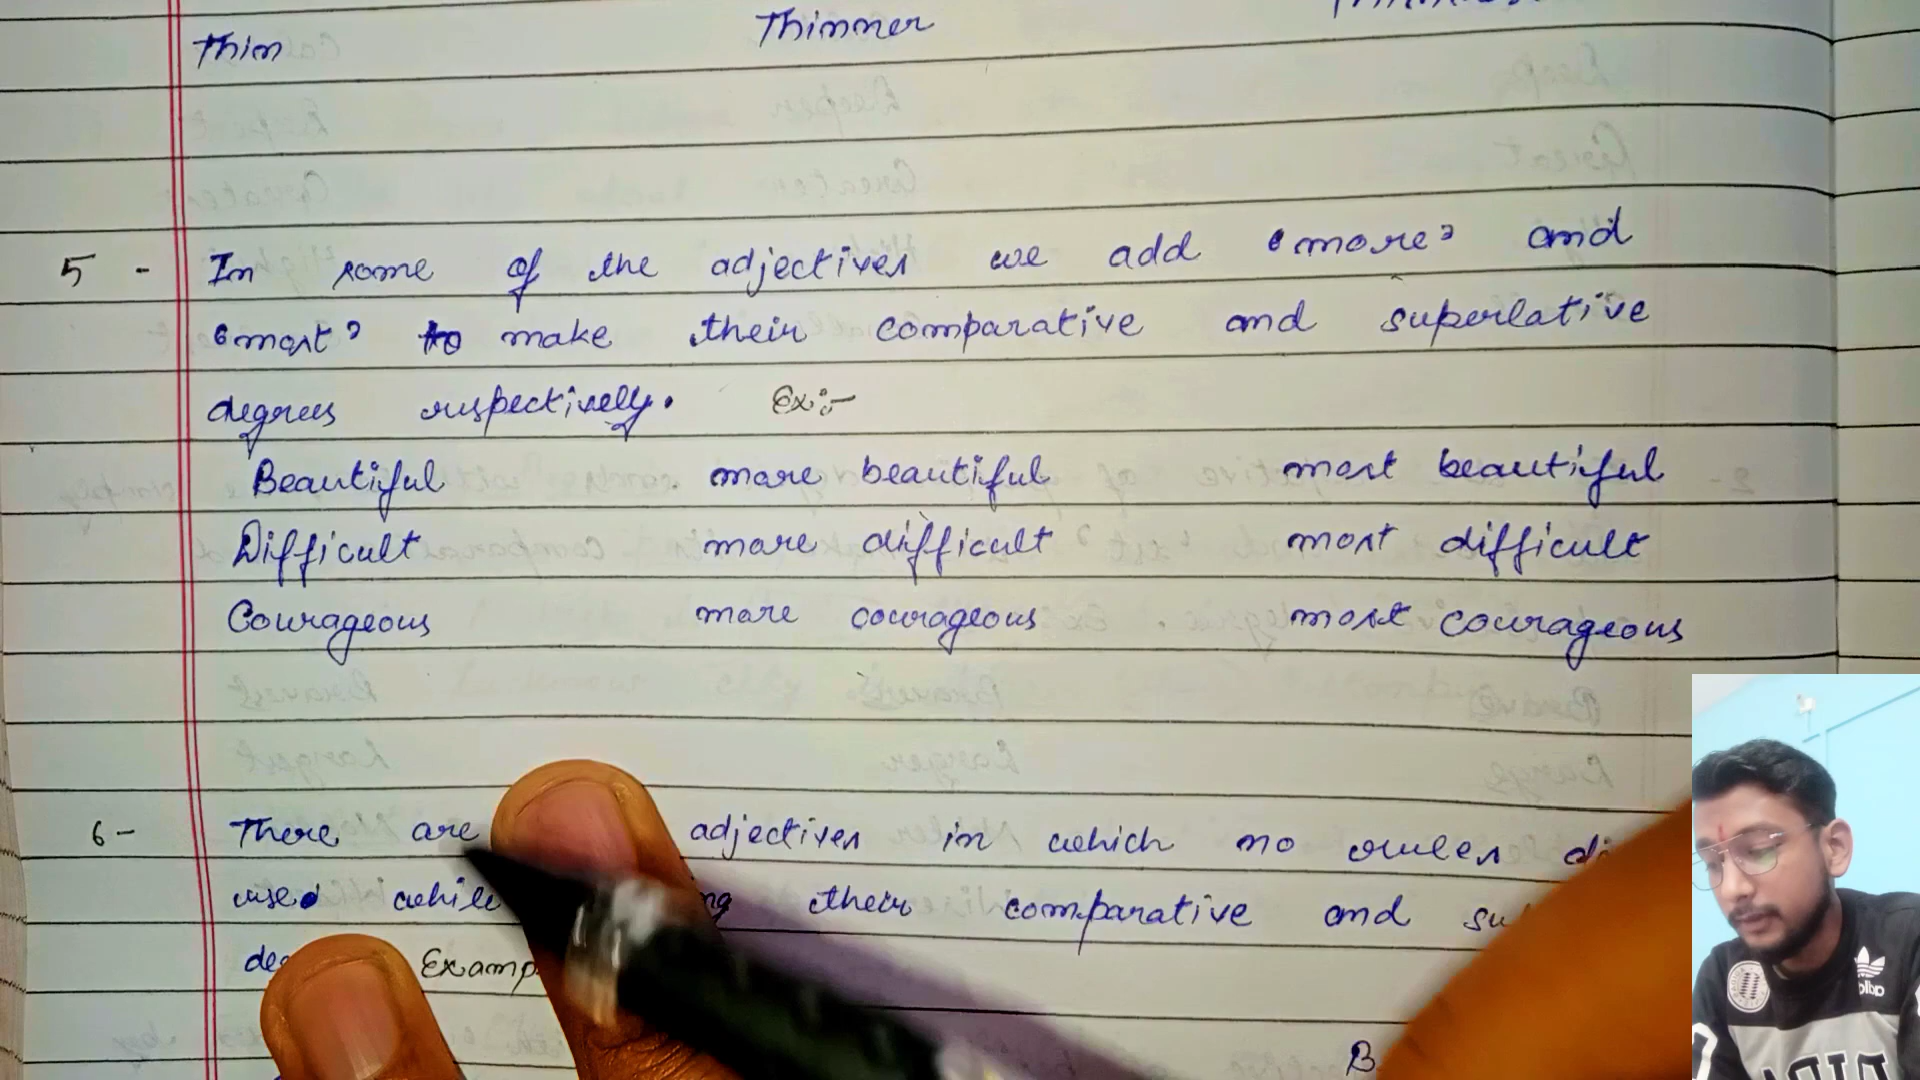 Thin Thinner
5 - In some of the adjectives we add 'more' and
'most' to make their comparative and superlative
degrees respectively. Ex:-
Beautiful more beautiful most beautiful
Difficult more difficult most difficult
Courageous more courageous most courageous
6- There are adjectives in which no rules
used while their comparative and